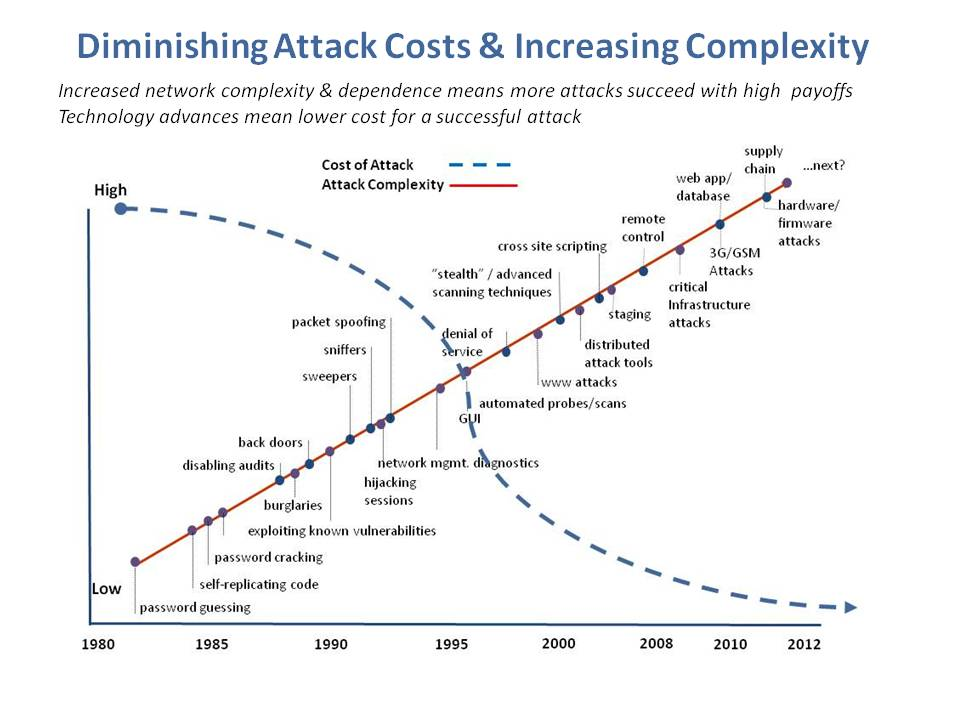 Diminishing Attack Costs & Increasing Complexity
Increased network complexity & dependence means more attacks succeed with high payoffs
Technology advances mean lower cost for a successful attack
Cost of Attack
Attack Complexity
High
Low
supply
chain
...next?
web app/
database
hardware/
firmware
attacks
remote
control
3G/GSM
Attacks
cross site scripting
critical
Infrastructure
attacks
"stealth" / advanced
scanning techniques
staging
packet spoofing
denial of
service
distributed
attack tools
sniffers
www attacks
sweepers
automated probes/scans
GUI
back doors
network mgmt. diagnostics
disabling audits
hijacking
sessions
burglaries
exploiting known vulnerabilities
password cracking
self-replicating code
password guessing
1980
1985
1990
1995
2000
2008
2010
2012